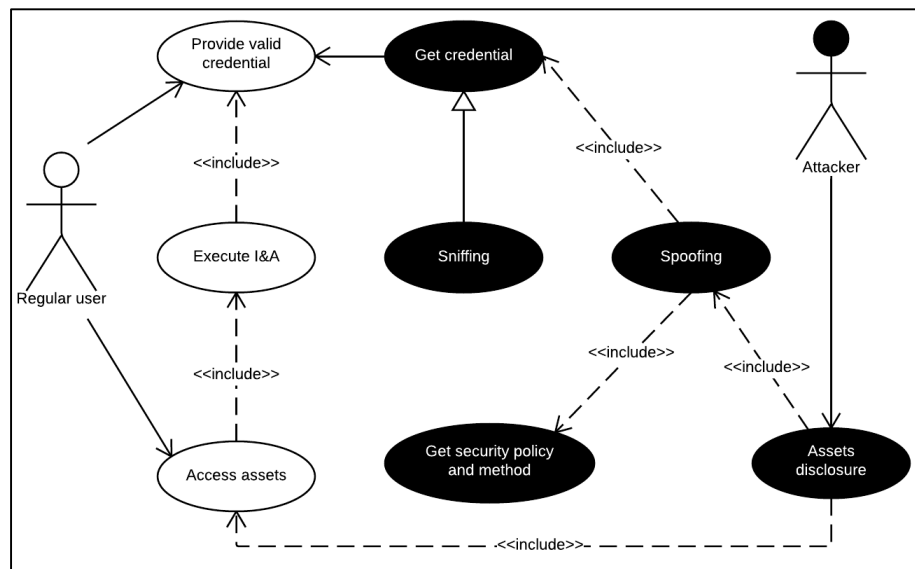 Provide valid
credential
Get credential
<<include>>
<<include>>
Attacker
Execute I&A
Sniffing
Spoofing
Regular user
<<include>>
<<include>>
<<include>>
Access assets
Get security policy
and method
Assets
disclosure
<<include>>